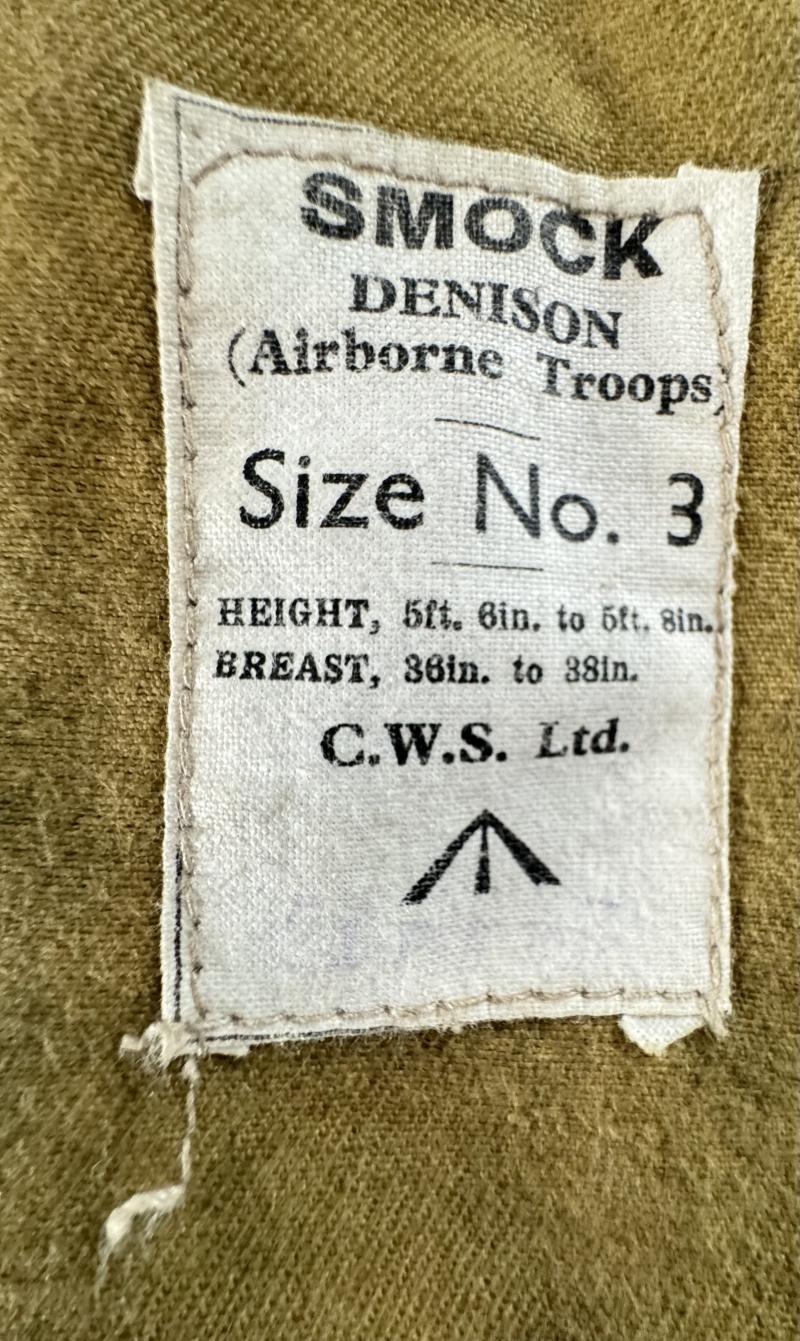 SMOCK
DENISON
(Airborne Troops)
Size No. 3
HEIGHT, 5ft. 6in. to 5ft. 8in.
BREAST, 36in. to 38in.
C.W.S. Ltd.